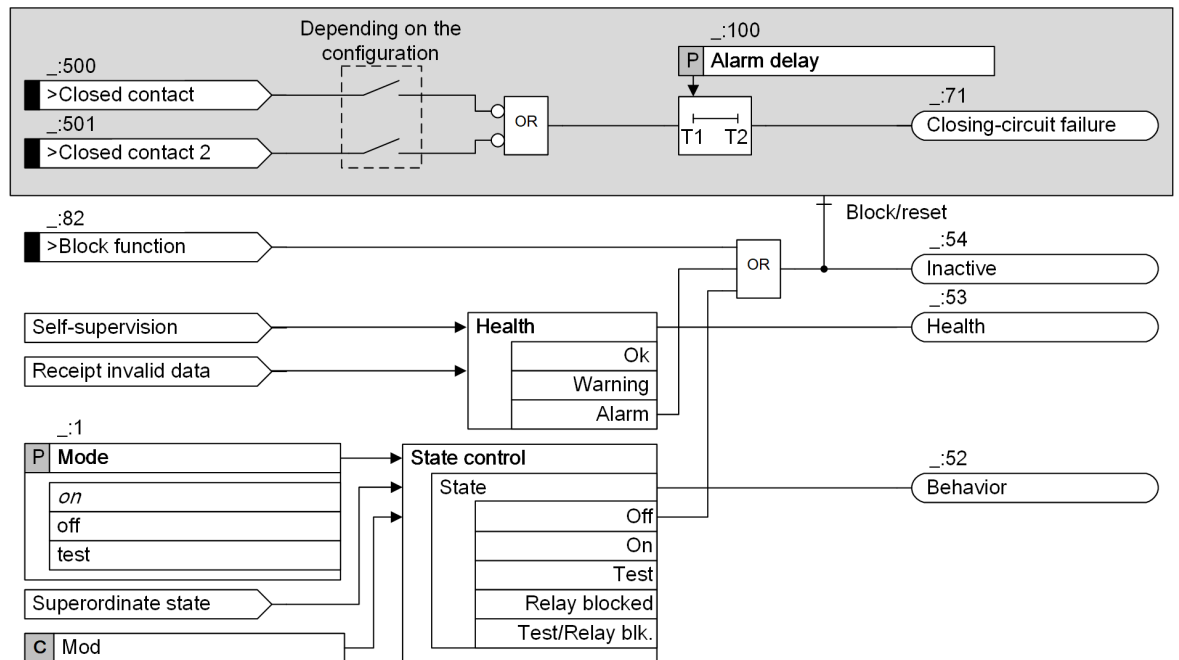 Depending on the
configuration
_:500
>Closed contact
_:501
>Closed contact 2
OR
_:100
P Alarm delay
T1 T2
_:71
Closing-circuit failure
Block/reset
_:82
>Block function
OR
_:54
Inactive
_:53
Health
Self-supervision
Receipt invalid data
Health
Ok
Warning
Alarm
_:1
P Mode
on
off
test
Superordinate state
C Mod
State control
State
Off
On
Test
Relay blocked
Test/Relay blk.
_:52
Behavior